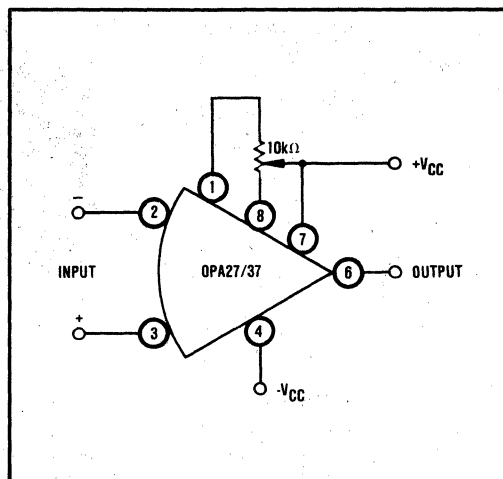 10kΩ
1
+VCC
−
2
8
7
INPUT
OPA27/37
6
OUTPUT
+
3
4
-VCC